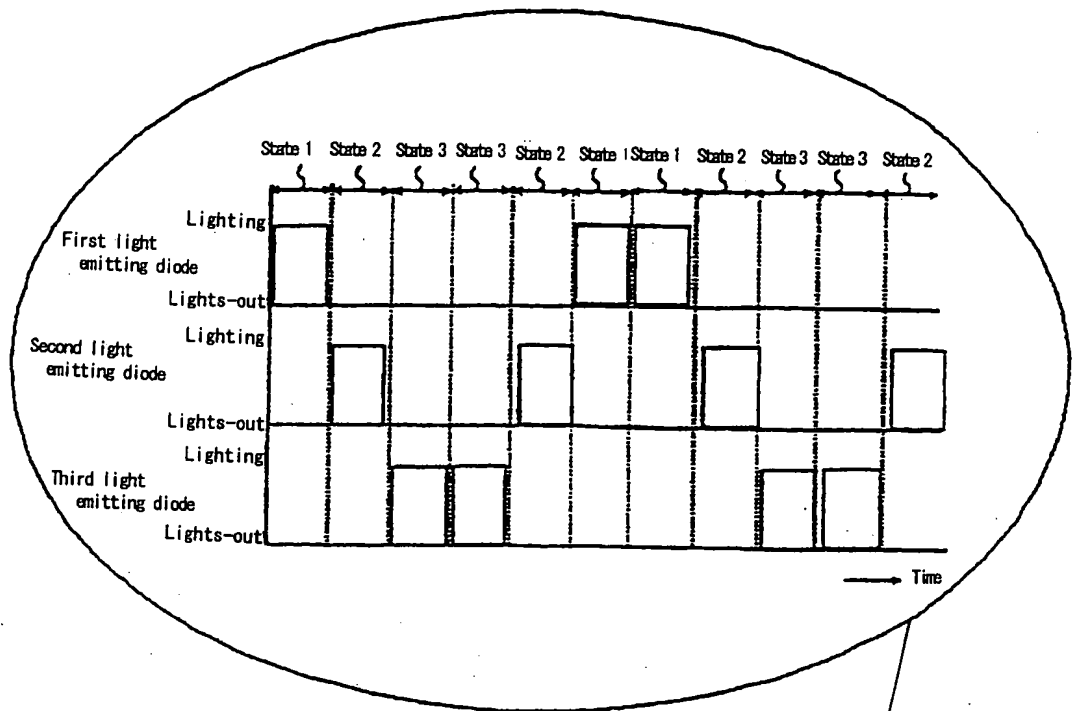 State 1 State 2 State 3 State 3 State 2 State 1 State 1 State 2 State 3 State 3 State 2
Lighting
First light
emitting diode
Lights-out
Lighting
Second light
emitting diode
Lights-out
Lighting
Third light
emitting diode
Lights-out
Time